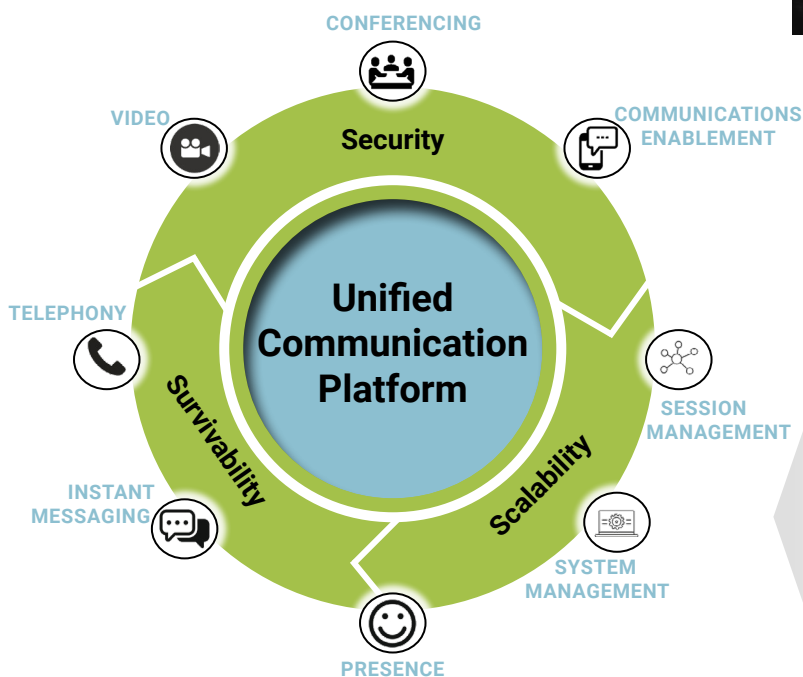 CONFERENCING
VIDEO
COMMUNICATIONS
ENABLEMENT
Security
Unified
Communication
Platform
TELEPHONY
Survivability
Scalability
SESSION
MANAGEMENT
INSTANT
MESSAGING
SYSTEM
MANAGEMENT
PRESENCE